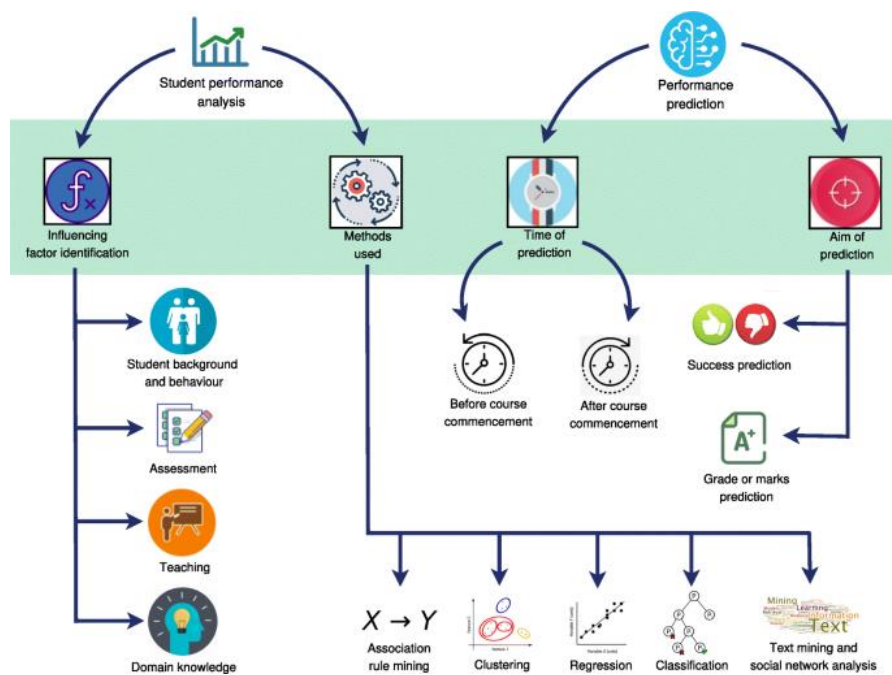 Student performance
analysis
Performance
prediction
Influencing
factor identification
Methods
used
Time of
prediction
Aim of
prediction
Student background
and behaviour
Assessment
Teaching
Domain knowledge
Before course
commencement
After course
commencement
Success prediction
A+
Grade or marks
prediction
X → Y
Association
rule mining
Clustering
Regression
Classification
Mining
Learning
Information
Text
Text mining and
social network analysis